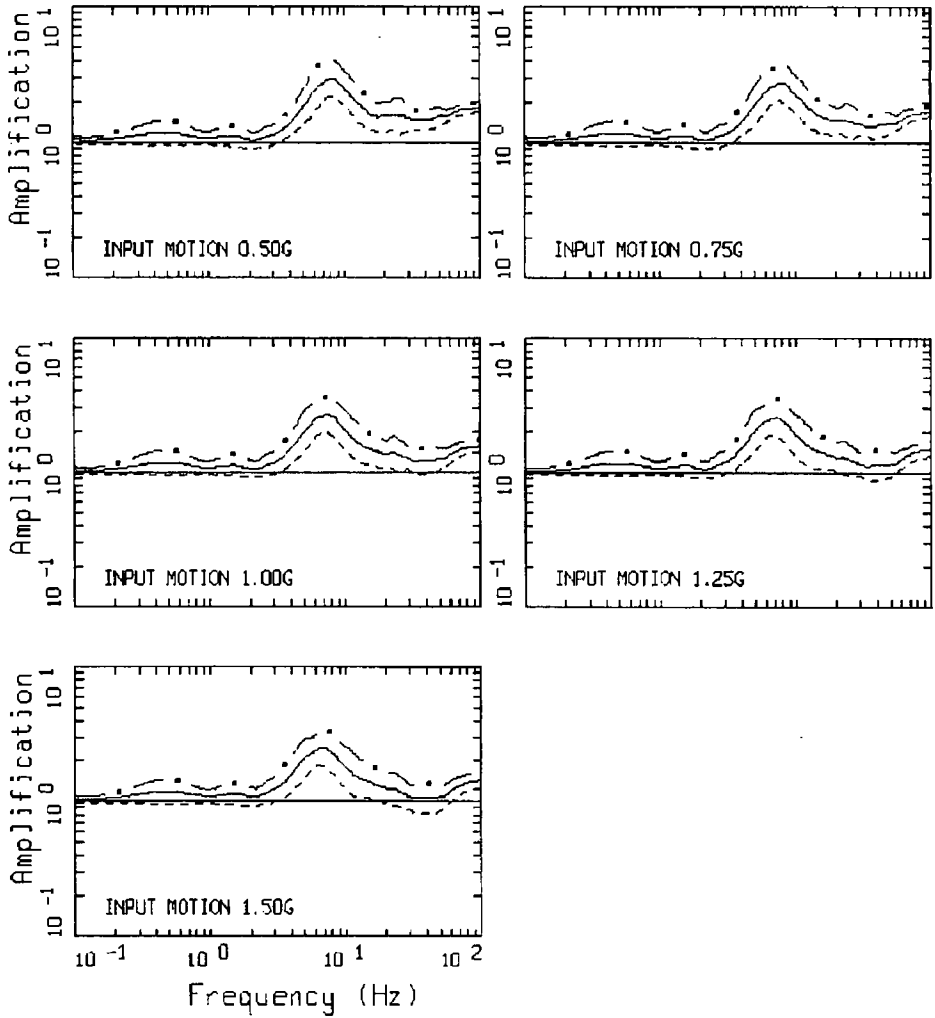 Amplification
10 1
10 0
10 -1
INPUT MOTION 0.50G
10 1
10 0
10 -1
INPUT MOTION 0.75G
Amplification
10 1
10 0
10 -1
INPUT MOTION 1.00G
10 1
10 0
10 -1
INPUT MOTION 1.25G
Amplification
10 1
10 0
10 -1
INPUT MOTION 1.50G
10 -1
10 0
10 1
10 2
Frequency (Hz)